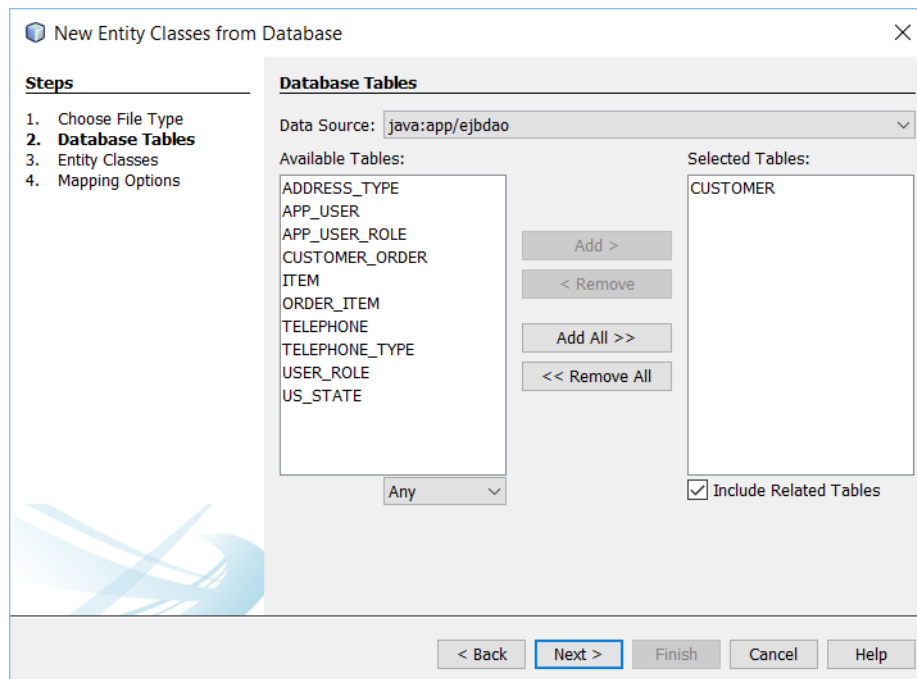 New Entity Classes from Database
Steps
1. Choose File Type
2. Database Tables
3. Entity Classes
4. Mapping Options
Database Tables
Data Source: java:app/ejbdao
Available Tables:
ADDRESS_TYPE
APP_USER
APP_USER_ROLE
CUSTOMER_ORDER
ITEM
ORDER_ITEM
TELEPHONE
TELEPHONE_TYPE
USER_ROLE
US_STATE
Any
Add >
< Remove
Add All >>
<< Remove All
Selected Tables:
CUSTOMER
Include Related Tables
< Back Next > Finish Cancel Help